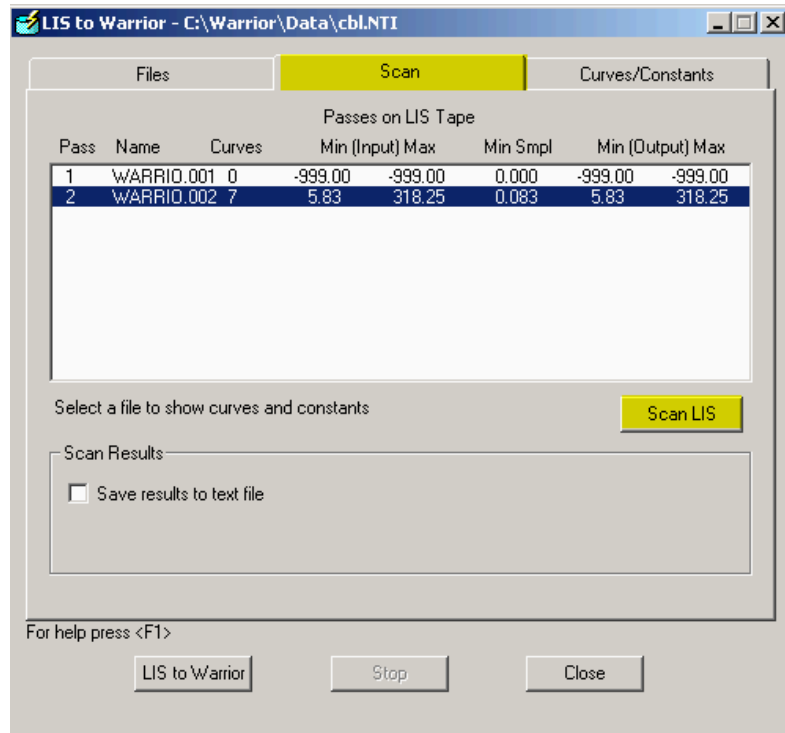 LIS to Warrior - C:\Warrior\Data\cbl.NTI
Files Scan Curves/Constants
Passes on LIS Tape
Pass Name Curves Min (Input) Max Min Smpl Min (Output) Max
1 WARRIO.001 0 -999.00 -999.00 0.000 -999.00 -999.00
2 WARRIO.002 7 5.83 318.25 0.083 5.83 318.25
Select a file to show curves and constants
Scan LIS
Scan Results
Save results to text file
For help press <F1>
LIS to Warrior Stop Close